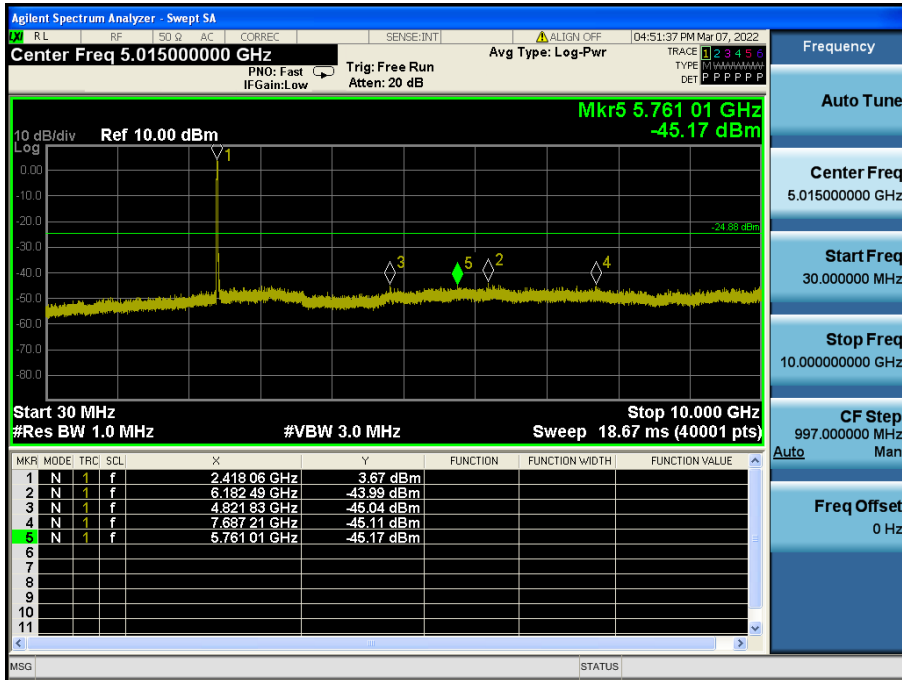 Agilent Spectrum Analyzer - Swept SA
LXI RL RF 50 Ω AC CORREC SENSE:INT ALIGN OFF 04:51:37 PM Mar 07, 2022
Center Freq 5.015000000 GHz
PNO: Fast
IFGain:Low
Trig: Free Run
Atten: 20 dB
Avg Type: Log-Pwr
TRACE 1 2 3 4 5 6
TYPE M
DET P P P P P P
Mkr5 5.761 01 GHz
-45.17 dBm
10 dB/div Ref 10.00 dBm
Log
0.00
-10.0
-20.0
-30.0
-40.0
-50.0
-60.0
-70.0
-80.0
-24.88 dBm
1
3
5
2
4
Start 30 MHz Stop 10.000 GHz
#Res BW 1.0 MHz #VBW 3.0 MHz Sweep 18.67 ms (40001 pts)
MKR MODE TRC SCL X Y FUNCTION FUNCTION WIDTH FUNCTION VALUE
1 N 1 f 2.418 06 GHz 3.67 dBm
2 N 1 f 6.182 49 GHz -43.99 dBm
3 N 1 f 4.821 83 GHz -45.04 dBm
4 N 1 f 7.687 21 GHz -45.11 dBm
5 N 1 f 5.761 01 GHz -45.17 dBm
6
7
8
9
10
11
MSG STATUS
Frequency
Auto Tune
Center Freq
5.015000000 GHz
Start Freq
30.000000 MHz
Stop Freq
10.000000000 GHz
CF Step
997.000000 MHz
Auto Man
Freq Offset
0 Hz